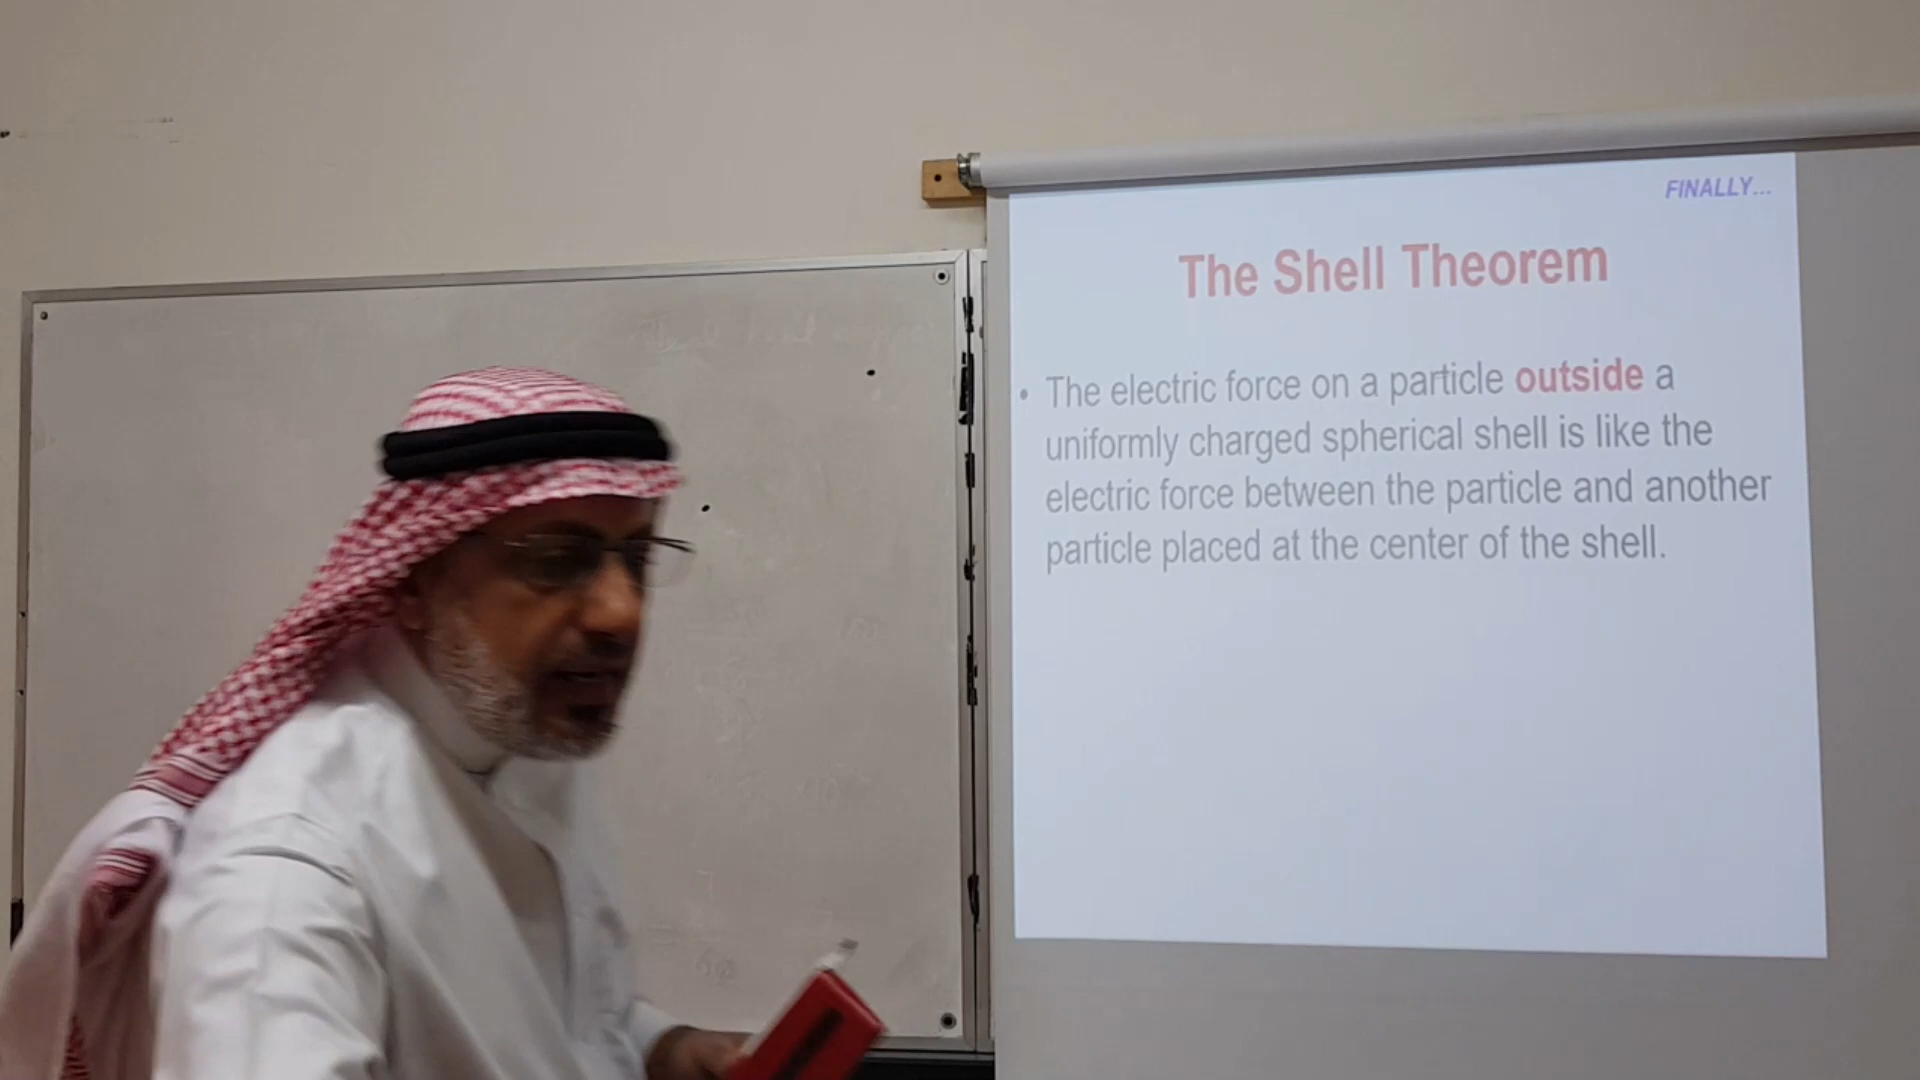 FINALLY...
The Shell Theorem
• The electric force on a particle outside a
uniformly charged spherical shell is like the
electric force between the particle and another
particle placed at the center of the shell.